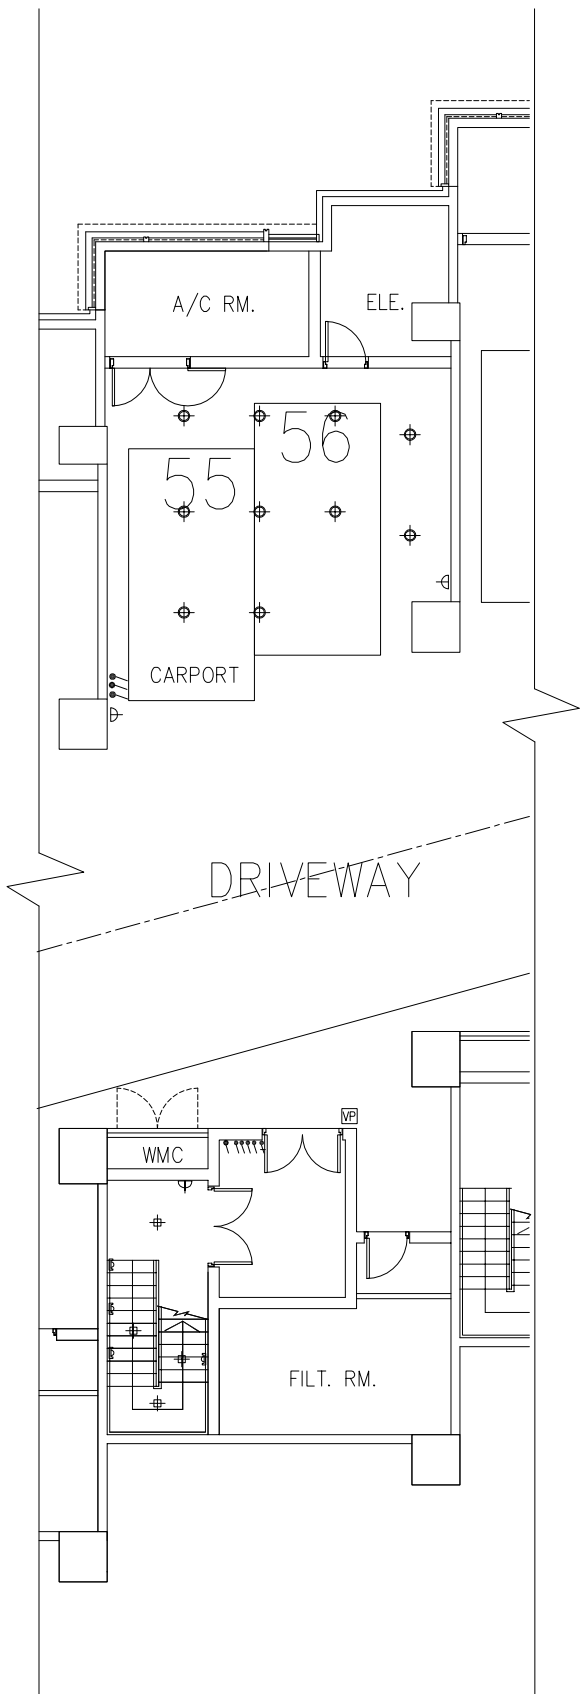 A/C RM.
ELE.
56
55
CARPORT
DRIVEWAY
VP
WMC
FILT. RM.